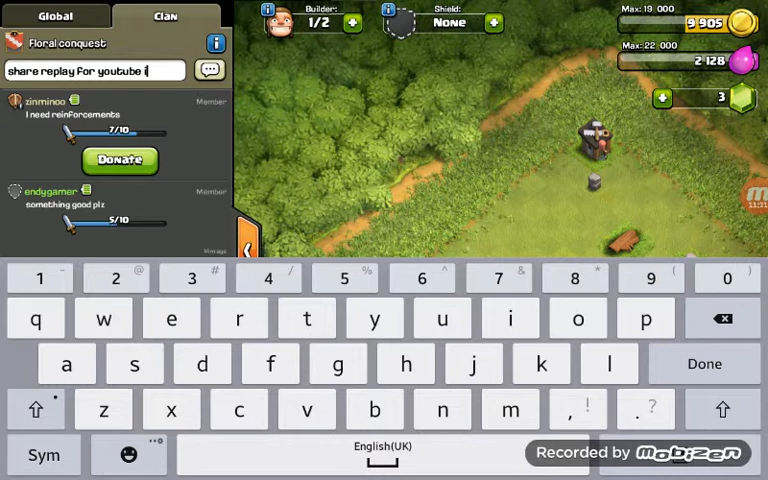 Global
Clan
Builder:
1/2
Shield:
None
Max: 19 000
9 905
Max: 22 000
2 128
3
Floral conquest
share replay for youtube i
zinminoo
Member
I need reinforcements
7/10
Donate
endygamer
Member
something good plz
5/10
1 - 2 @ 3 # 4 / 5 % 6 ^ 7 & 8 * 9 ( 0 )
q w e r t y u i o p
a s d f g h j k l Done
z x c v b n m , ! . ?
Sym
English(UK)
Recorded by mobizen